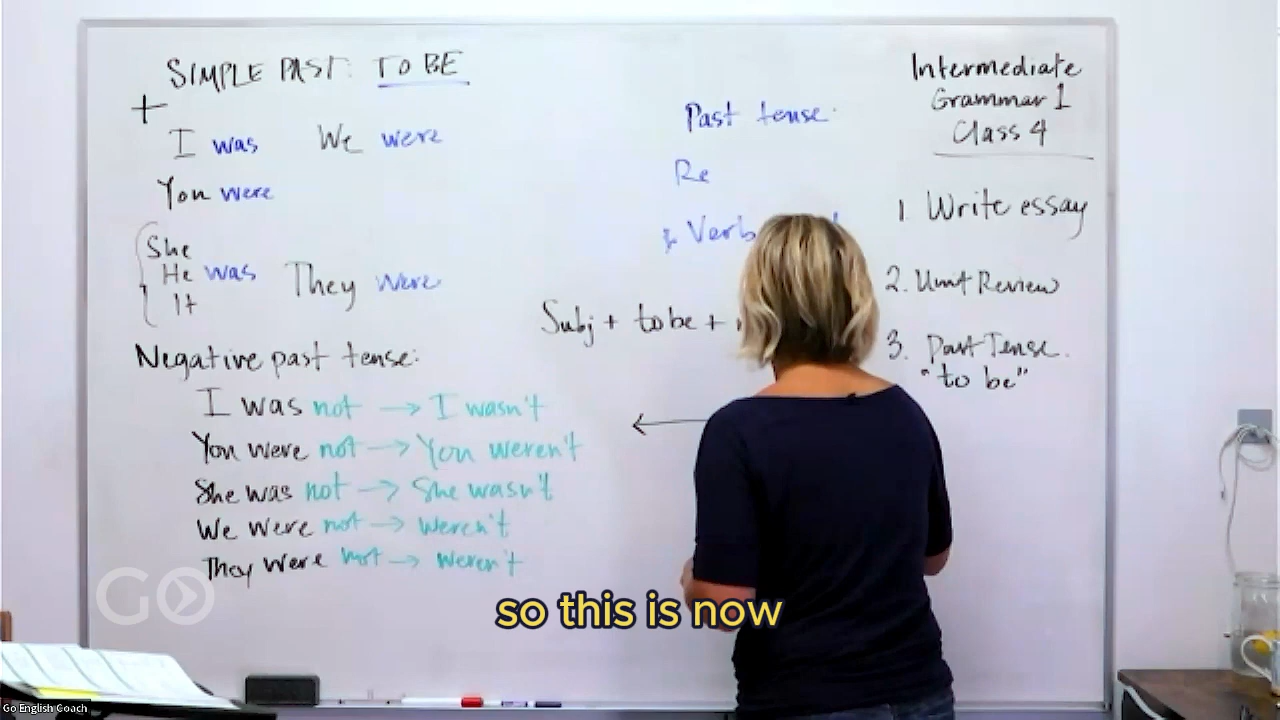 SIMPLE PAST: TO BE
+
I was We were
You were
She
He was They were
It
Negative past tense:
I was not → I wasn't
You were not → You weren't
She was not → She wasn't
We were not → weren't
They were not → weren't
Past tense:
Re
Verb
Subj + to be +
←
Intermediate
Grammar 1
Class 4
1 Write essay
2. Unit Review
3. Past Tense.
"to be"
GO
so this is now
Go English Coach